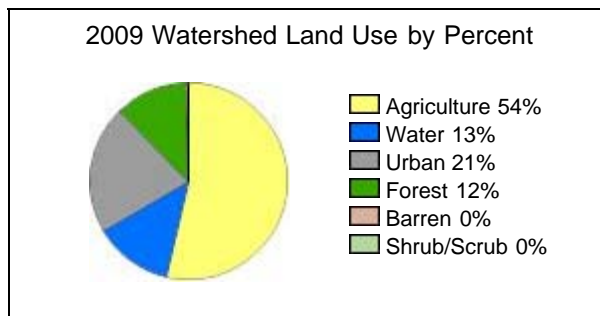 2009 Watershed Land Use by Percent
Agriculture 54%
Water 13%
Urban 21%
Forest 12%
Barren 0%
Shrub/Scrub 0%